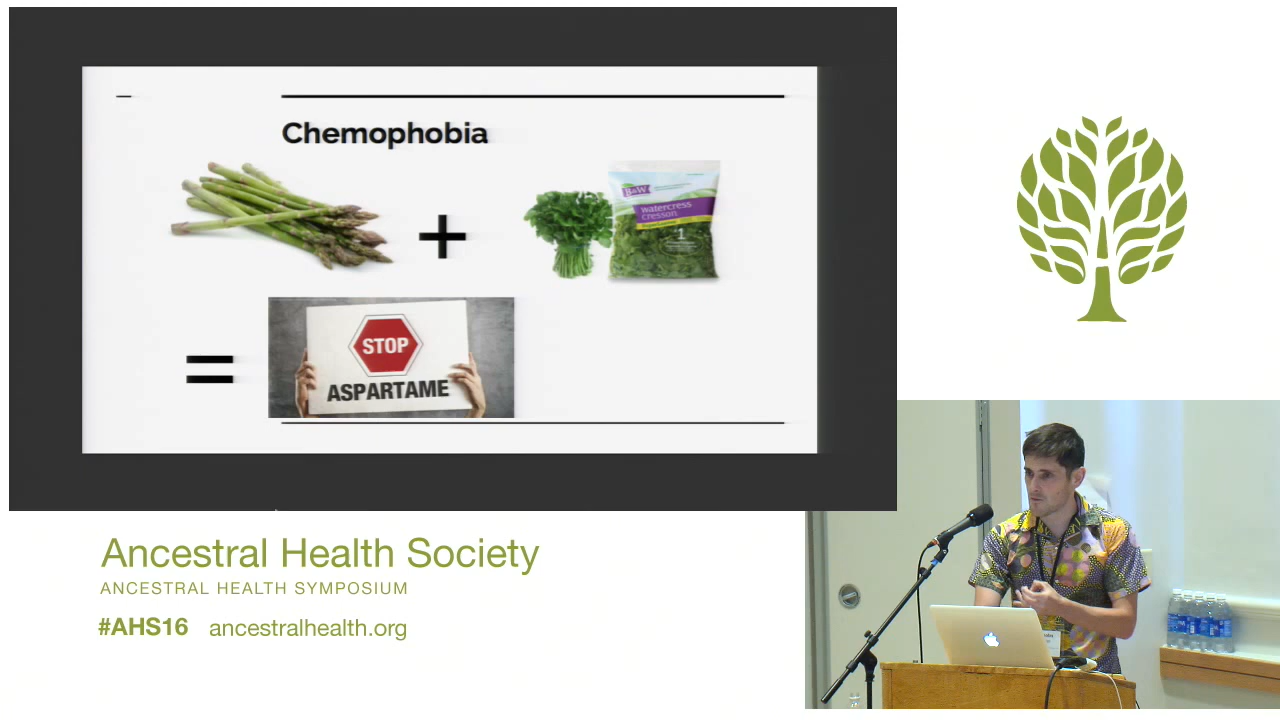 Chemophobia
+
B&W
watercress
cresson
1
=
STOP
ASPARTAME
Ancestral Health Society
ANCESTRAL HEALTH SYMPOSIUM
#AHS16 ancestralhealth.org